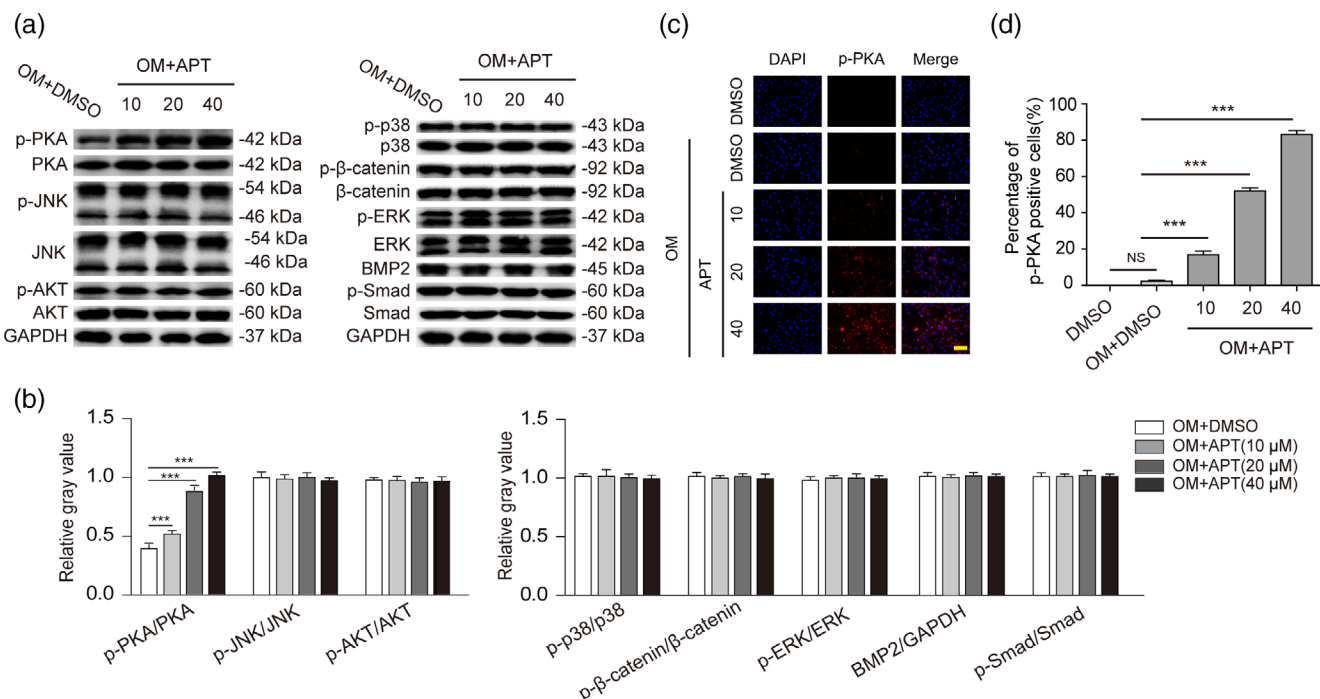 (a)
OM+DMSO
OM+APT
10 20 40
p-PKA -42 kDa
PKA -42 kDa
p-JNK -54 kDa
-46 kDa
JNK -54 kDa
-46 kDa
p-AKT -60 kDa
AKT -60 kDa
GAPDH -37 kDa
OM+DMSO
OM+APT
10 20 40
p-p38 -43 kDa
p38 -43 kDa
p-β-catenin -92 kDa
β-catenin -92 kDa
p-ERK -42 kDa
ERK -42 kDa
BMP2 -45 kDa
p-Smad -60 kDa
Smad -60 kDa
GAPDH -37 kDa
(c)
DAPI p-PKA Merge
DMSO
DMSO
10
20
40
APT
OM
(d)
Percentage of
p-PKA positive cells(%)
100
80
60
40
20
0
NS
***
***
***
DMSO
OM+DMSO
10 20 40
OM+APT
(b)
Relative gray value
1.5
1.0
0.5
0.0
***
***
***
p-PKA/PKA
p-JNK/JNK
p-AKT/AKT
Relative gray value
1.5
1.0
0.5
0.0
p-p38/p38
p-β-catenin/β-catenin
p-ERK/ERK
BMP2/GAPDH
p-Smad/Smad
OM+DMSO
OM+APT(10 μM)
OM+APT(20 μM)
OM+APT(40 μM)